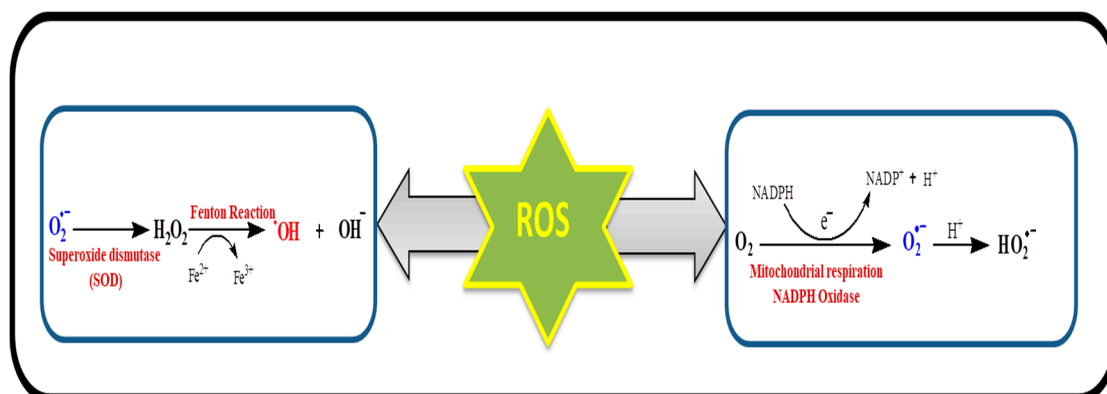 O₂•⁻ → H₂O₂ → •OH + OH⁻
Superoxide dismutase
(SOD)
Fenton Reaction
Fe²⁺ Fe³⁺
ROS
NADPH NADP⁺ + H⁺
e⁻
O₂ → O₂•⁻ H⁺ → HO₂•⁻
Mitochondrial respiration
NADPH Oxidase